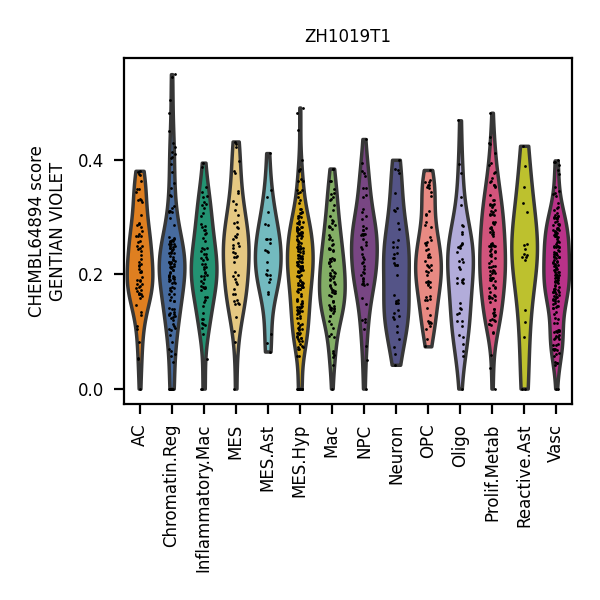 ZH1019T1
CHEMBL64894 score
GENTIAN VIOLET
0.4
0.2
0.0
AC
Chromatin.Reg
Inflammatory.Mac
MES
MES.Ast
MES.Hyp
Mac
NPC
Neuron
OPC
Oligo
Prolif.Metab
Reactive.Ast
Vasc